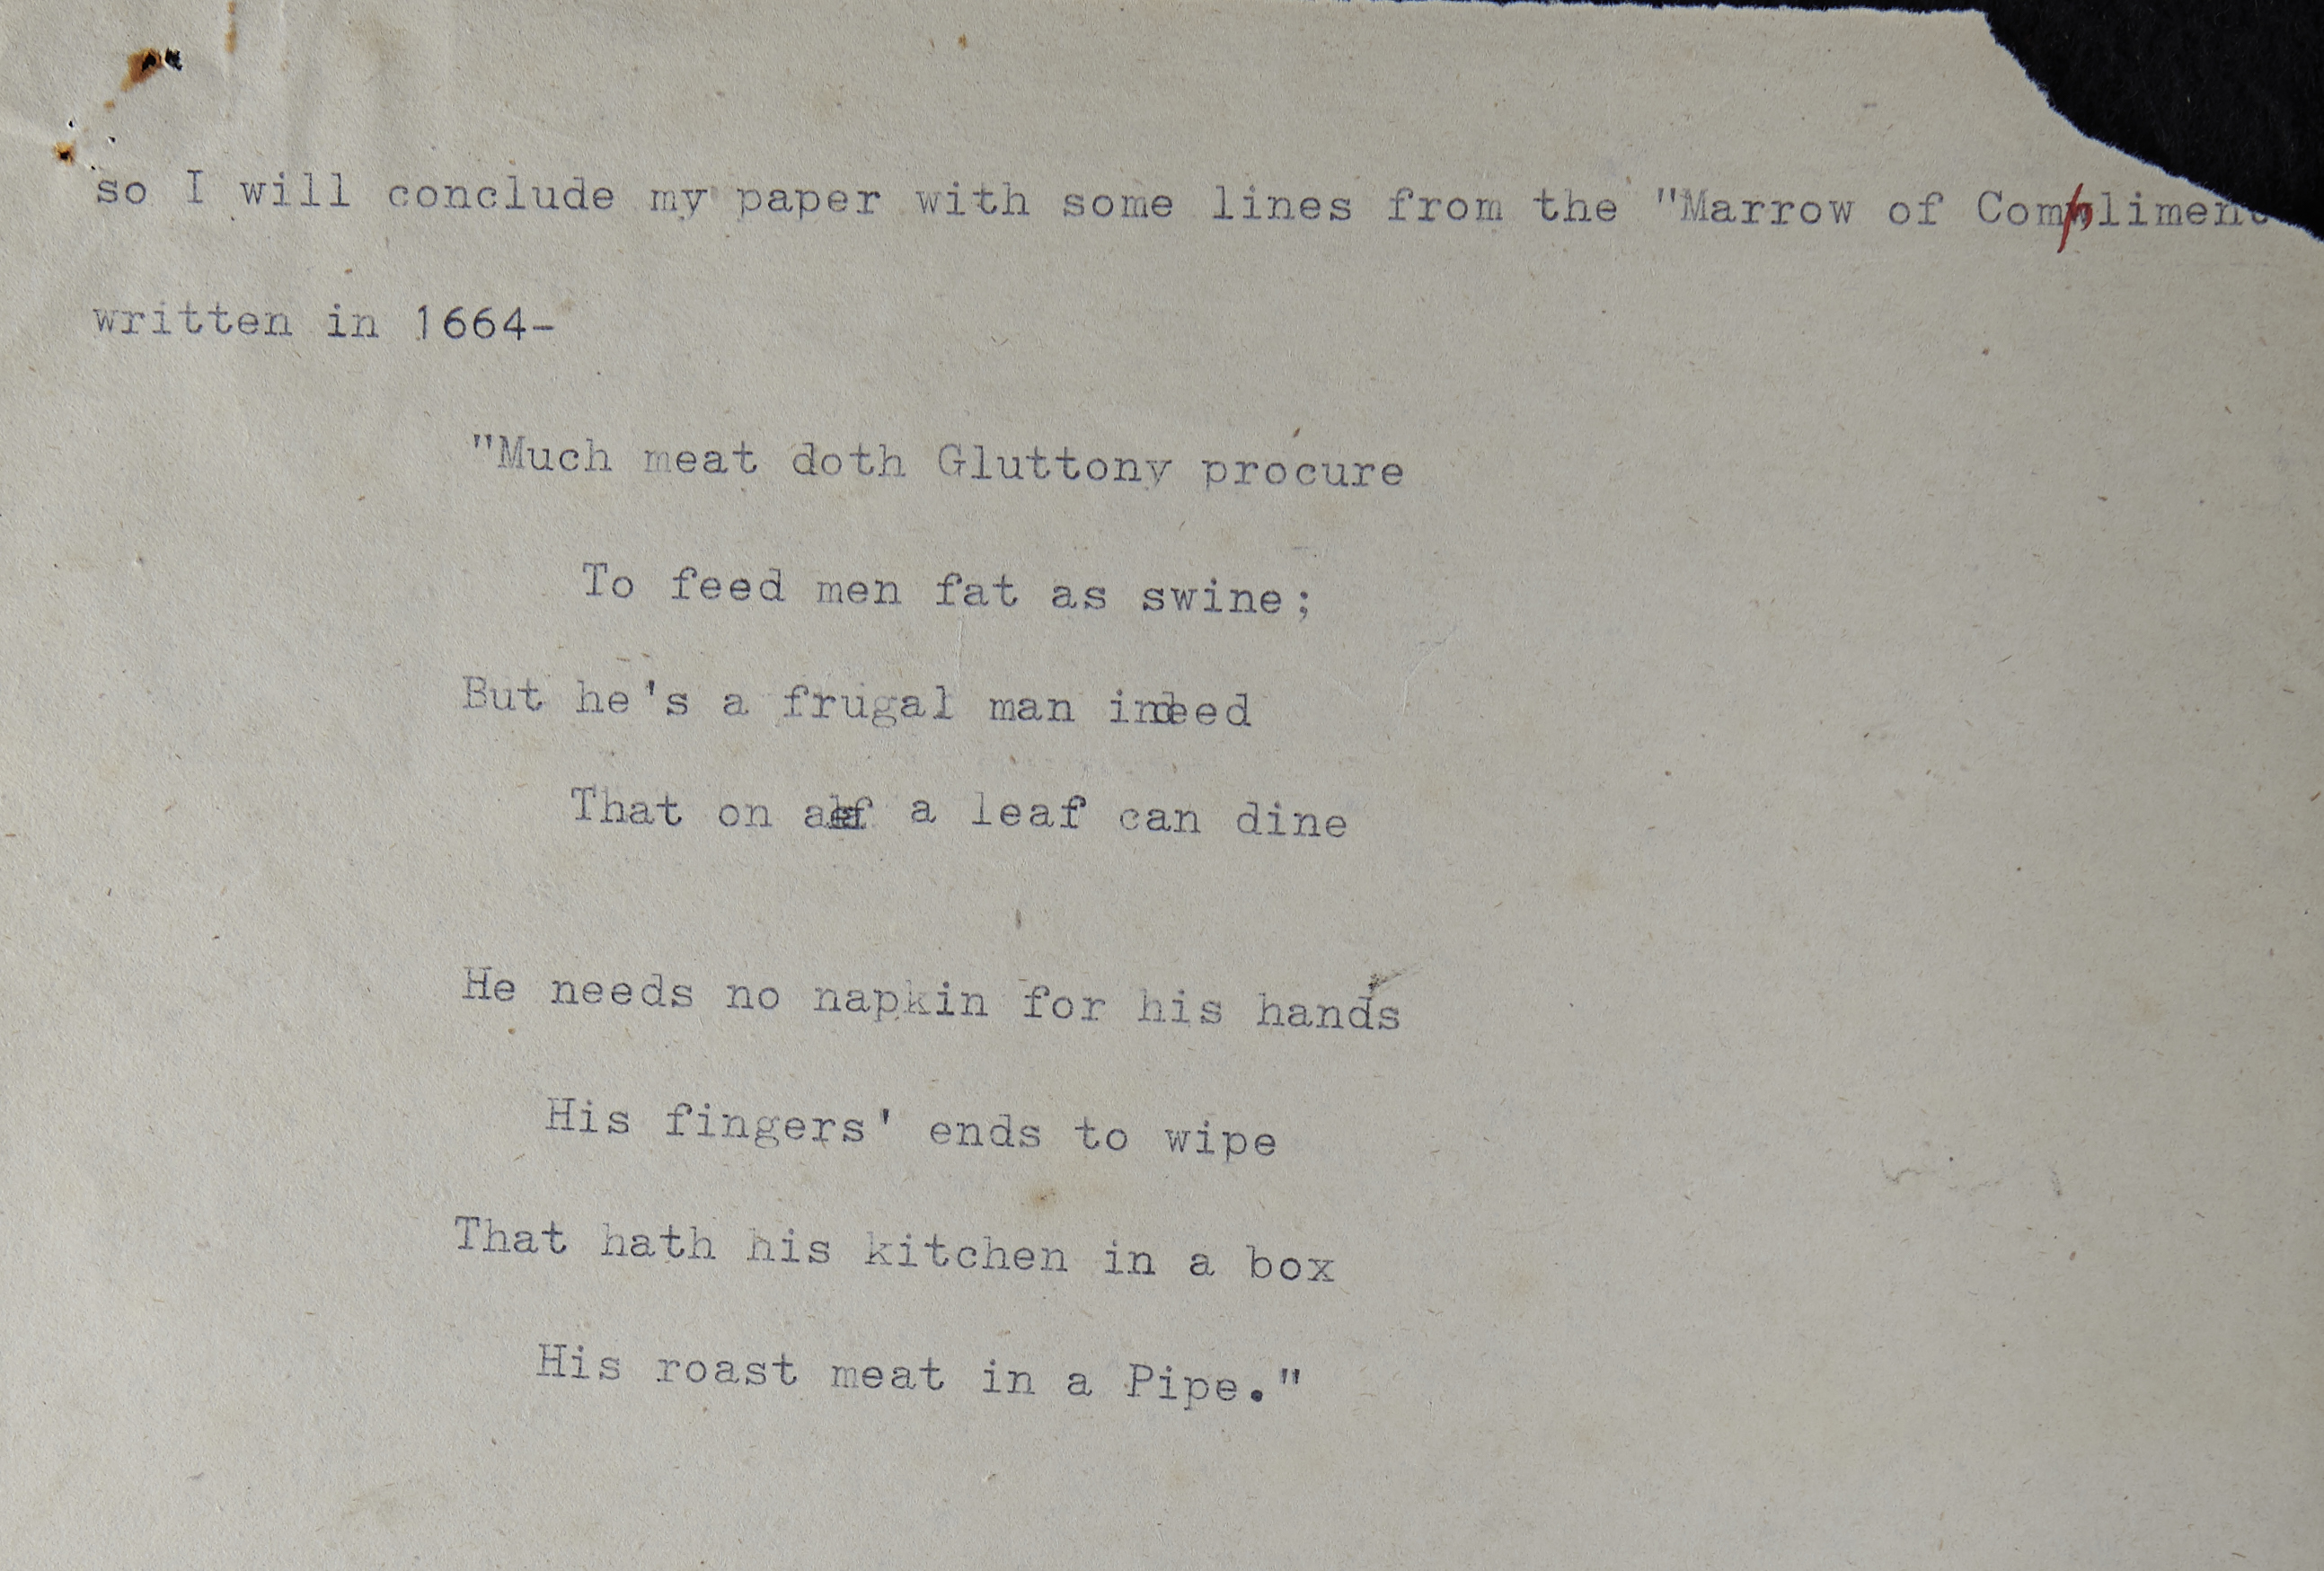 so I will conclude my paper with some lines from the "Marrow of Compliment
written in 1664-
"Much meat doth Gluttony procure
To feed men fat as swine;
But he's a frugal man indeed
That on a leaf can dine
He needs no napkin for his hands
His fingers' ends to wipe
That hath his kitchen in a box
His roast meat in a Pipe."